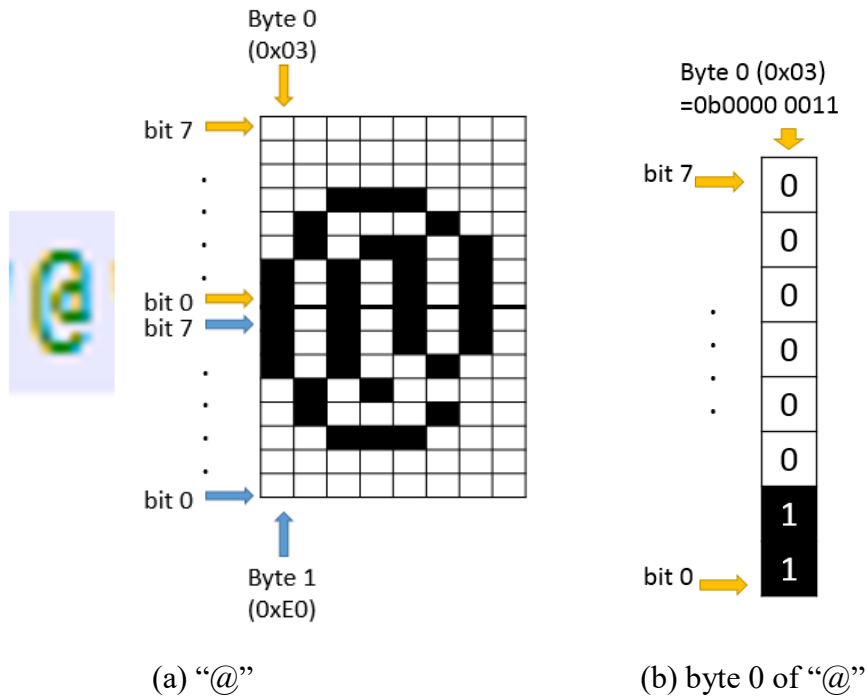 Byte 0
(0x03)
bit 7
bit 0
bit 7
bit 0
Byte 1
(0xE0)
@
(a) “@”
Byte 0 (0x03)
=0b0000 0011
bit 7
0
0
0
0
0
0
1
1
bit 0
(b) byte 0 of “@”